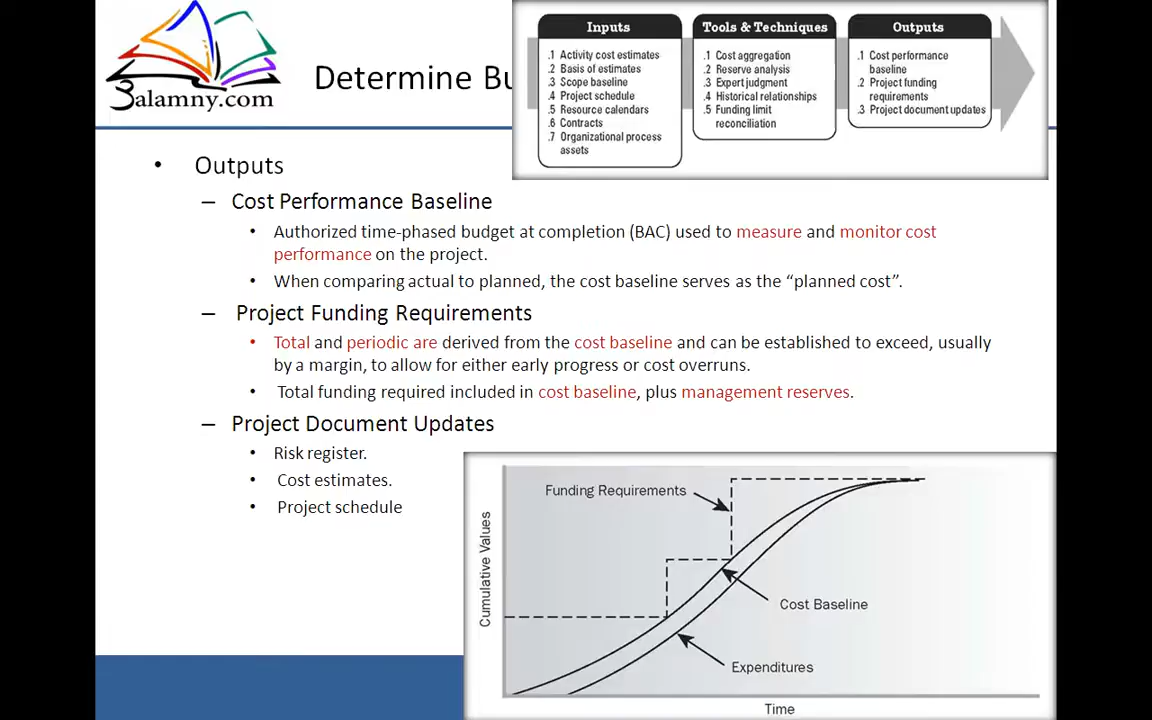 3alamny.com
Determine Bu
Inputs
.1 Activity cost estimates
.2 Basis of estimates
.3 Scope baseline
.4 Project schedule
.5 Resource calendars
.6 Contracts
.7 Organizational process
assets
Tools & Techniques
.1 Cost aggregation
.2 Reserve analysis
.3 Expert judgment
.4 Historical relationships
.5 Funding limit
reconciliation
Outputs
.1 Cost performance
baseline
.2 Project funding
requirements
.3 Project document updates
• Outputs
– Cost Performance Baseline
• Authorized time-phased budget at completion (BAC) used to measure and monitor cost
performance on the project.
• When comparing actual to planned, the cost baseline serves as the “planned cost”.
– Project Funding Requirements
• Total and periodic are derived from the cost baseline and can be established to exceed, usually
by a margin, to allow for either early progress or cost overruns.
• Total funding required included in cost baseline, plus management reserves.
– Project Document Updates
• Risk register.
• Cost estimates.
• Project schedule
Funding Requirements
Cumulative Values
Cost Baseline
Expenditures
Time